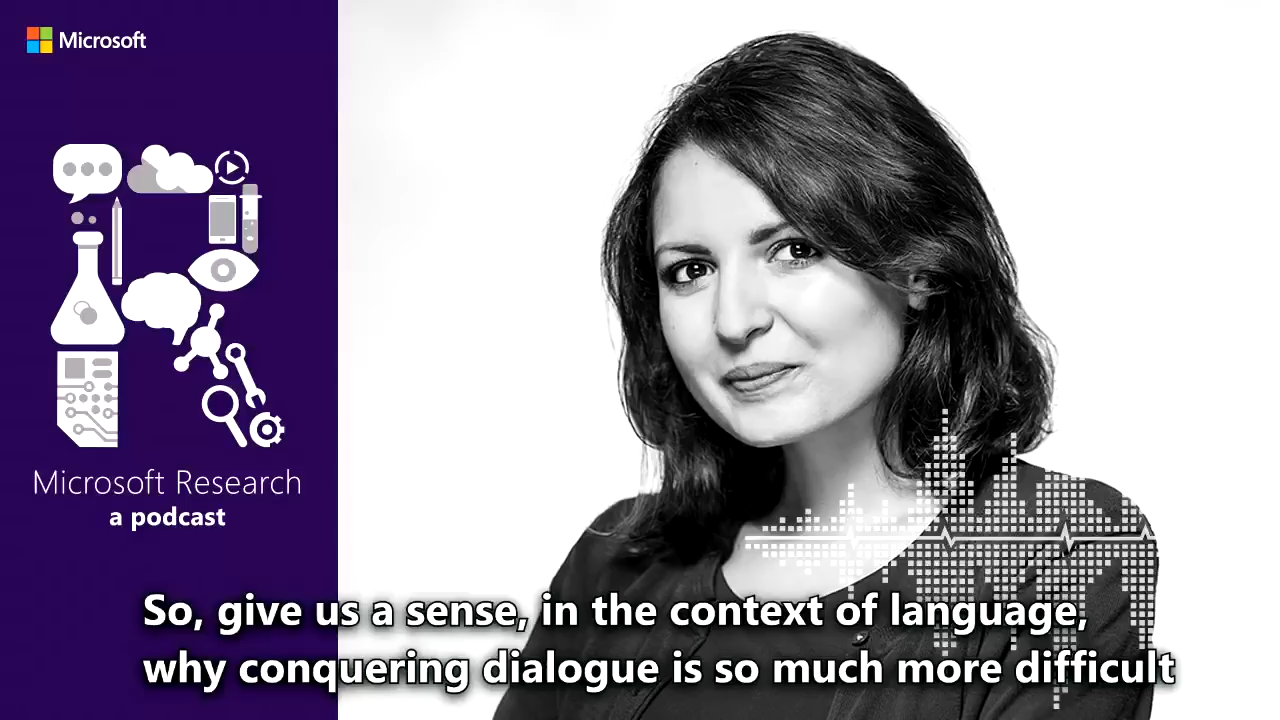 Microsoft
Microsoft Research
a podcast
So, give us a sense, in the context of language,
why conquering dialogue is so much more difficult